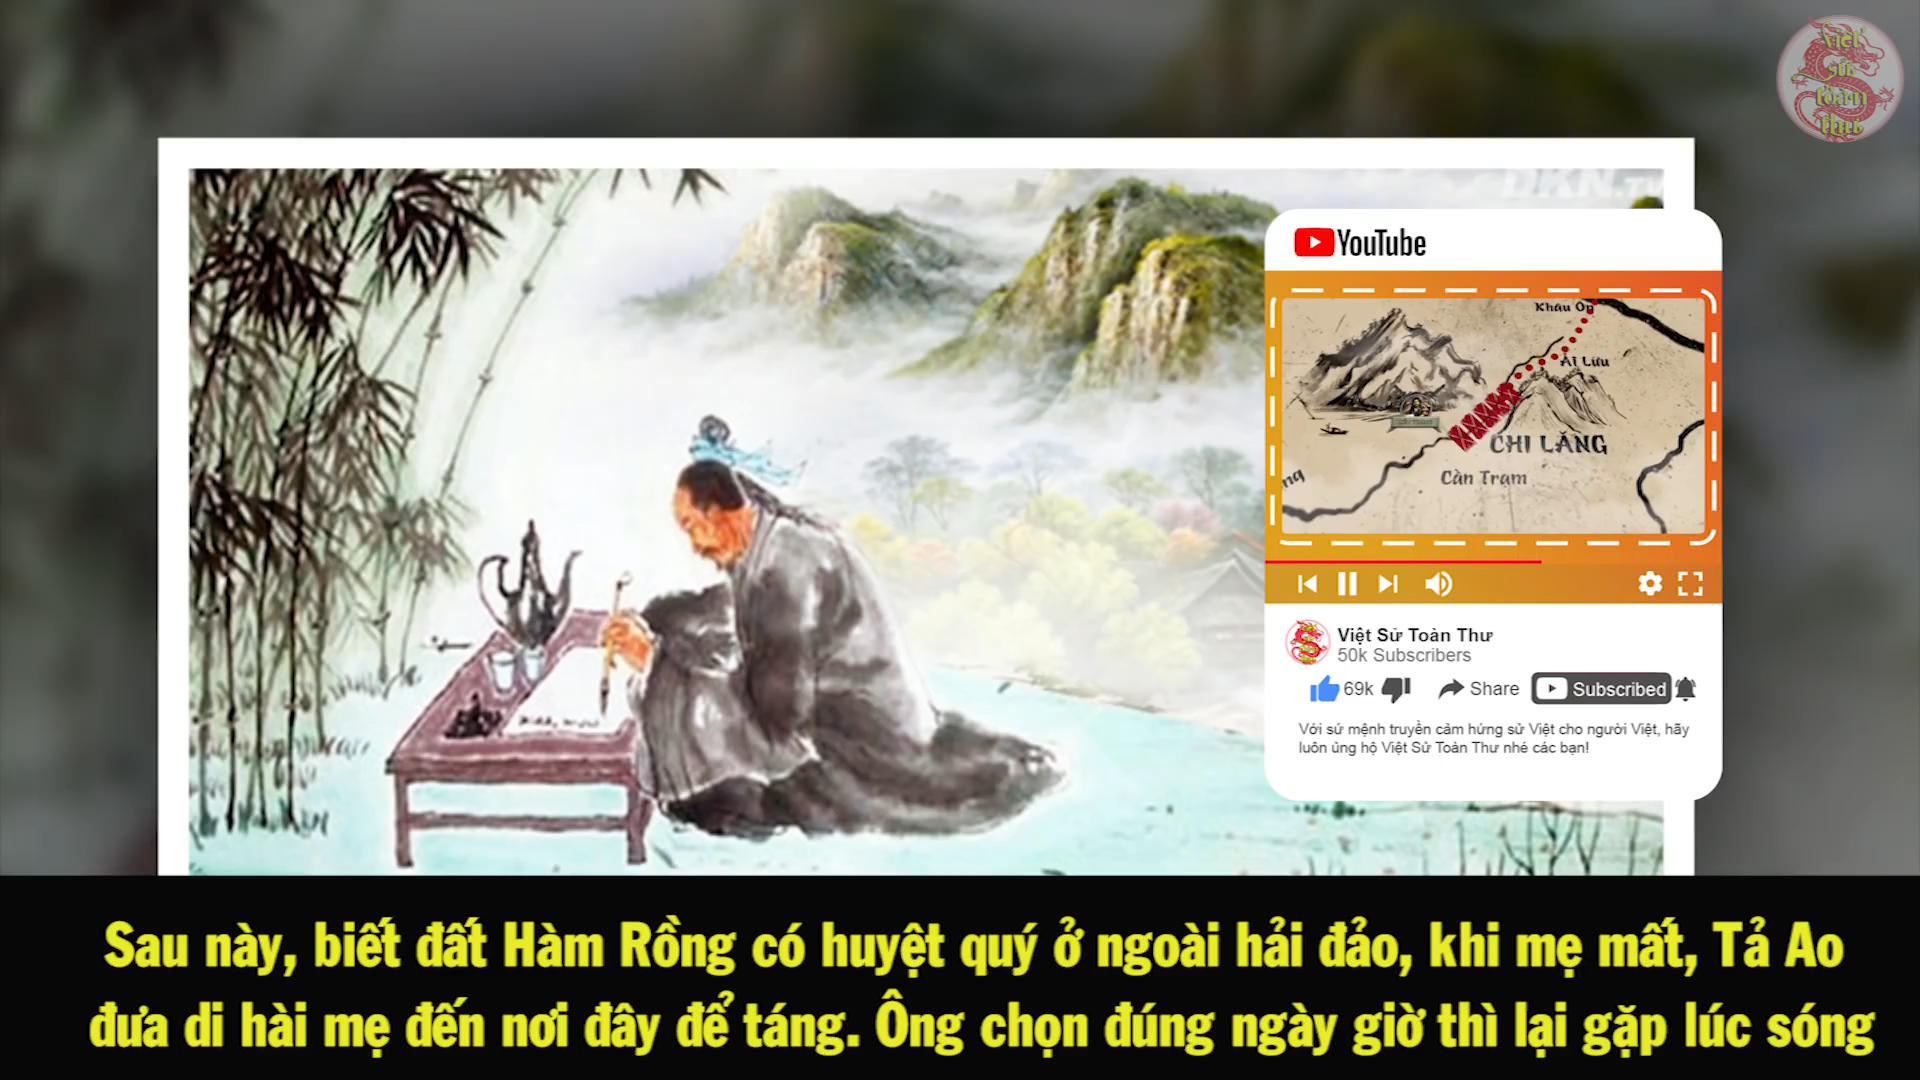 Việt
Sử
Toàn
Thư
DKN.TV
YouTube
Khâu Ôn
Ải Lưu
CHI LĂNG
Cần Trạm
ng
Việt Sử Toàn Thư
50k Subscribers
69k Share Subscribed
Với sứ mệnh truyền cảm hứng sử Việt cho người Việt, hãy
luôn ủng hộ Việt Sử Toàn Thư nhé các bạn!
Sau này, biết đất Hàm Rồng có huyệt quý ở ngoài hải đảo, khi mẹ mất, Tả Ao
đưa di hài mẹ đến nơi đây để táng. Ông chọn đúng ngày giờ thì lại gặp lúc sóng